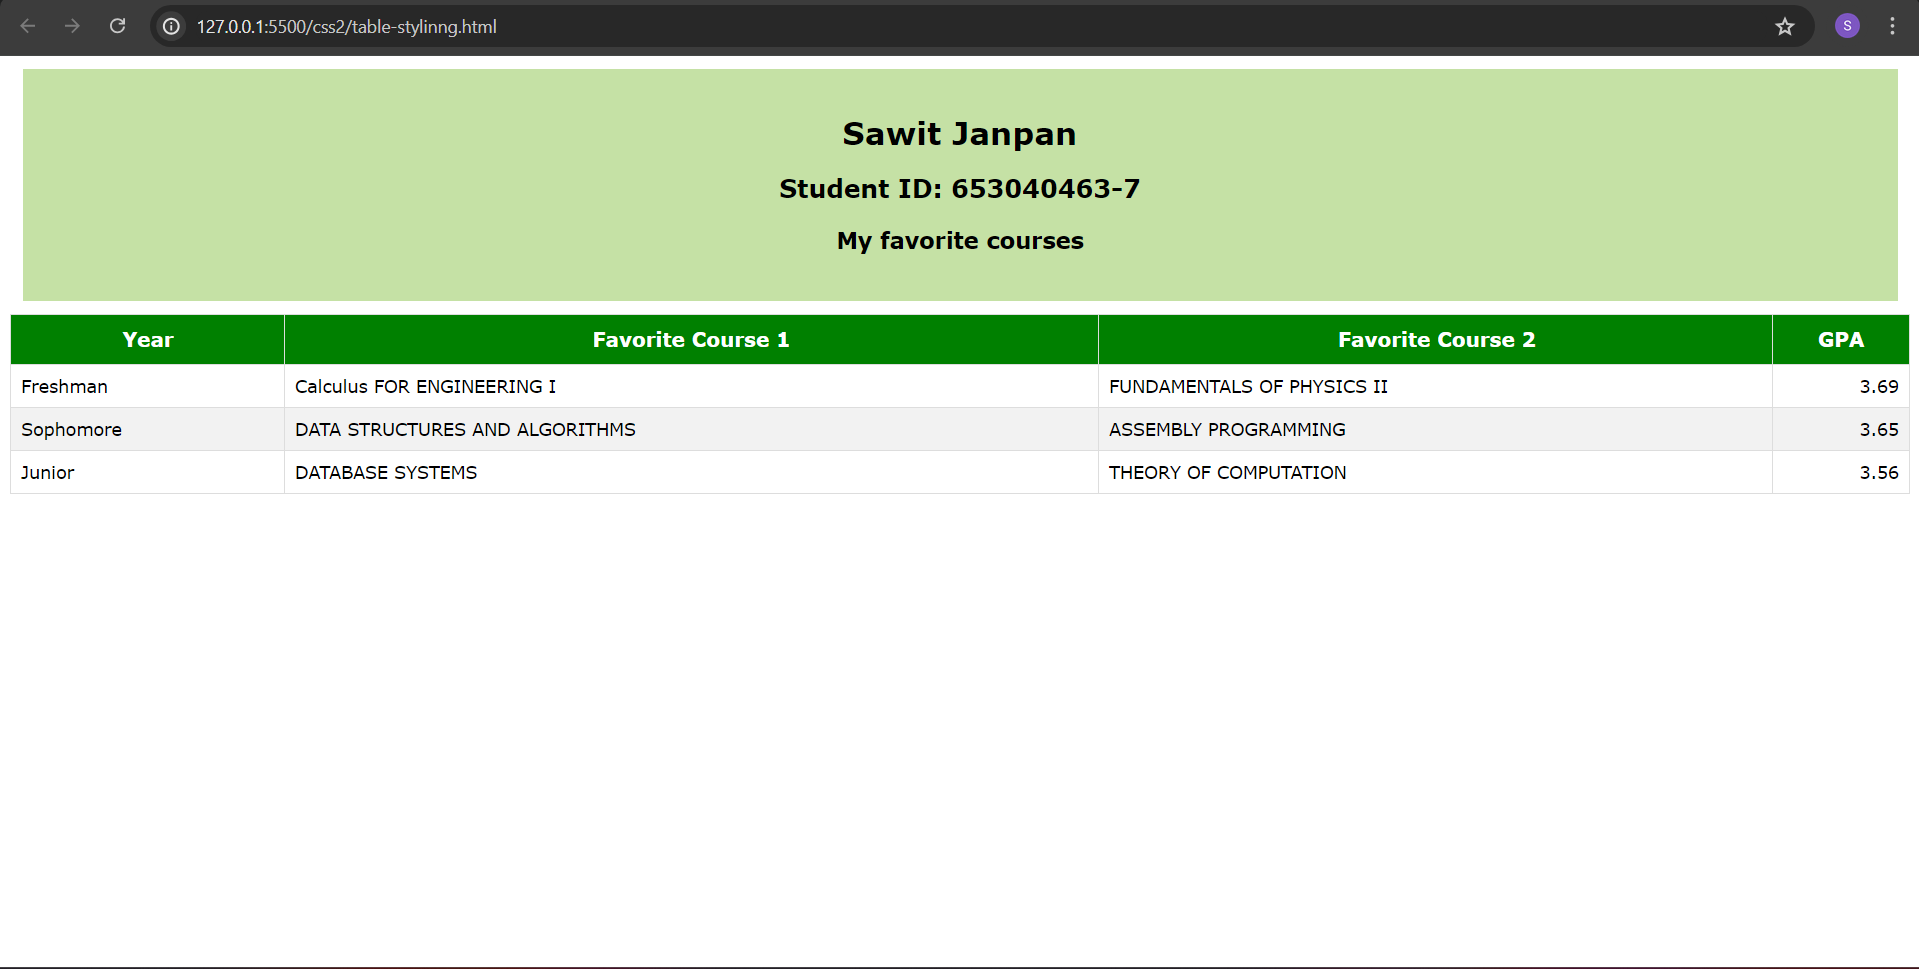 127.0.0.1:5500/css2/table-stylinng.html
S
Sawit Janpan
Student ID: 653040463-7
My favorite courses
Year Favorite Course 1 Favorite Course 2 GPA
Freshman Calculus FOR ENGINEERING I FUNDAMENTALS OF PHYSICS II 3.69
Sophomore DATA STRUCTURES AND ALGORITHMS ASSEMBLY PROGRAMMING 3.65
Junior DATABASE SYSTEMS THEORY OF COMPUTATION 3.56